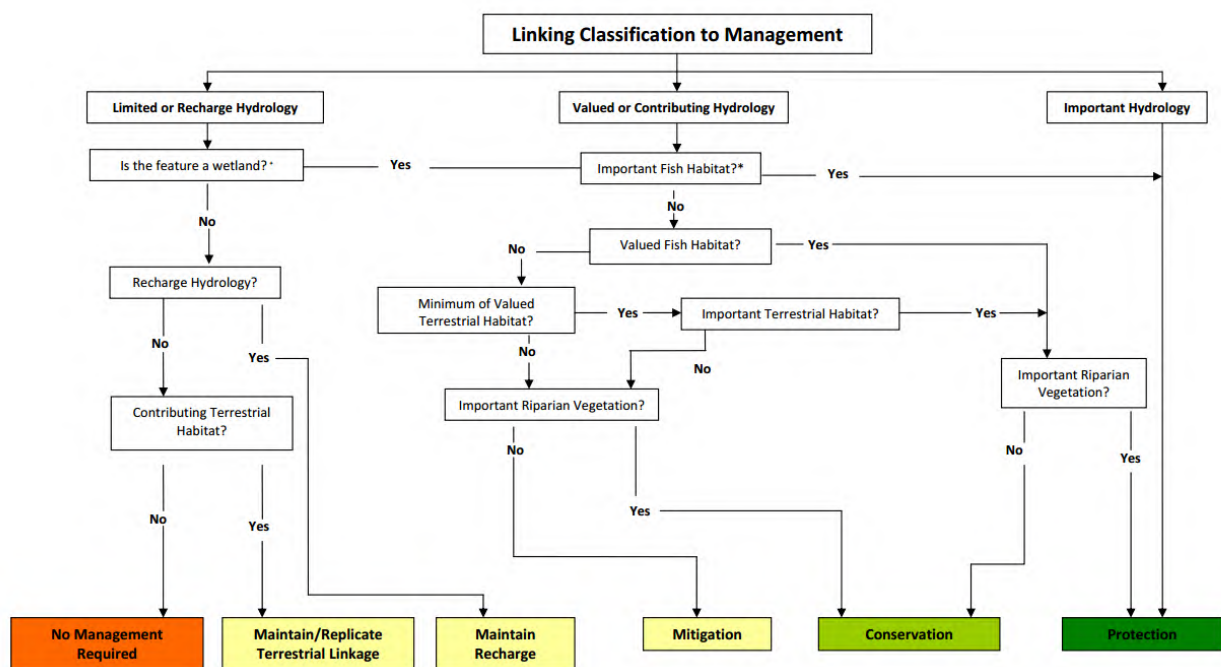 Linking Classification to Management
Limited or Recharge Hydrology
Valued or Contributing Hydrology
Important Hydrology
Is the feature a wetland? +
Yes
Important Fish Habitat?*
Yes
No
No
Valued Fish Habitat?
No
Yes
Recharge Hydrology?
Minimum of Valued
Terrestrial Habitat?
Yes
Important Terrestrial Habitat?
Yes
No
Yes
No
No
Important Riparian
Vegetation?
Contributing Terrestrial
Habitat?
Important Riparian Vegetation?
No
No
Yes
No
Yes
Yes
No
Management
Required
Maintain/Replicate
Terrestrial Linkage
Maintain
Recharge
Mitigation
Conservation
Protection